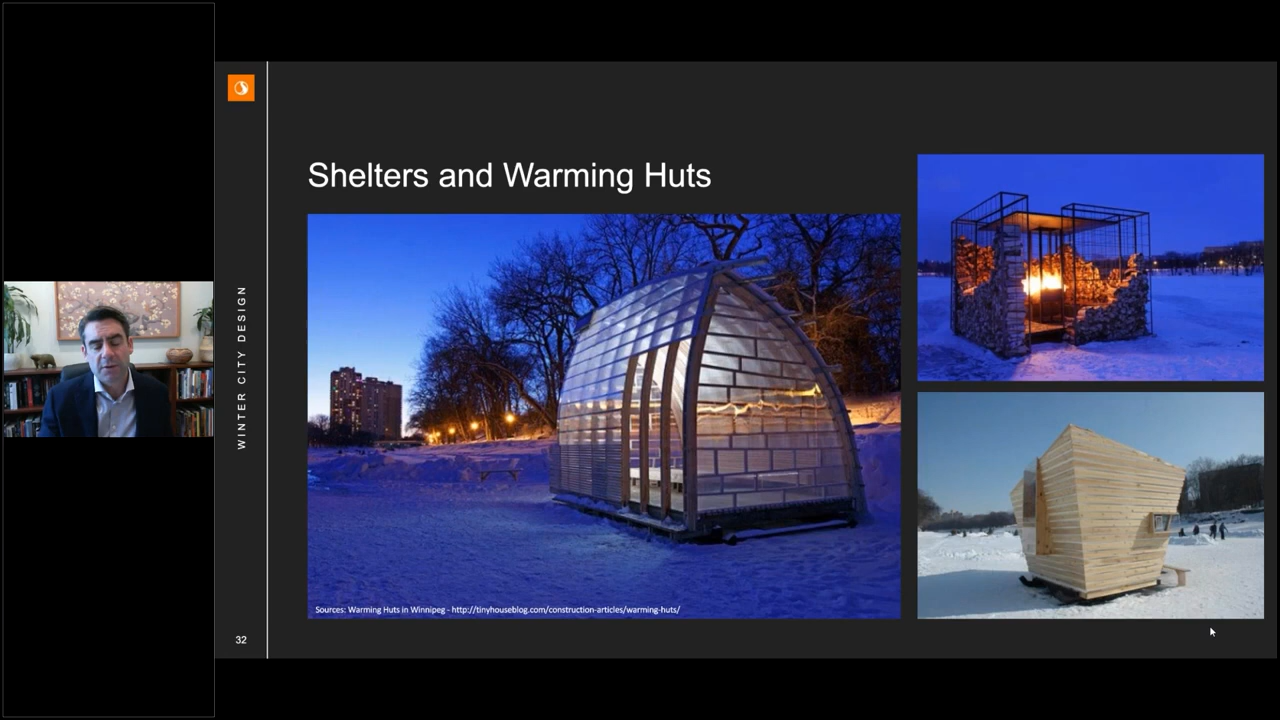 Shelters and Warming Huts
WINTER CITY DESIGN
Sources: Warming Huts in Winnipeg - http://tinyhouseblog.com/construction-articles/warming-huts/
32